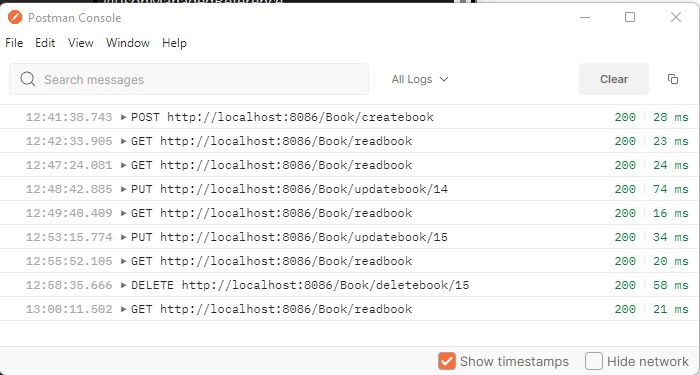 Postman Console
File Edit View Window Help
Search messages All Logs Clear
12:41:38.743 POST http://localhost:8086/Book/createbook 200 28 ms
12:42:33.905 GET http://localhost:8086/Book/readbook 200 23 ms
12:47:24.081 GET http://localhost:8086/Book/readbook 200 24 ms
12:48:42.885 PUT http://localhost:8086/Book/updatebook/14 200 74 ms
12:49:40.409 GET http://localhost:8086/Book/readbook 200 16 ms
12:53:15.774 PUT http://localhost:8086/Book/updatebook/15 200 34 ms
12:55:52.105 GET http://localhost:8086/Book/readbook 200 20 ms
12:58:35.666 DELETE http://localhost:8086/Book/deletebook/15 200 58 ms
13:00:11.502 GET http://localhost:8086/Book/readbook 200 21 ms
Show timestamps Hide network